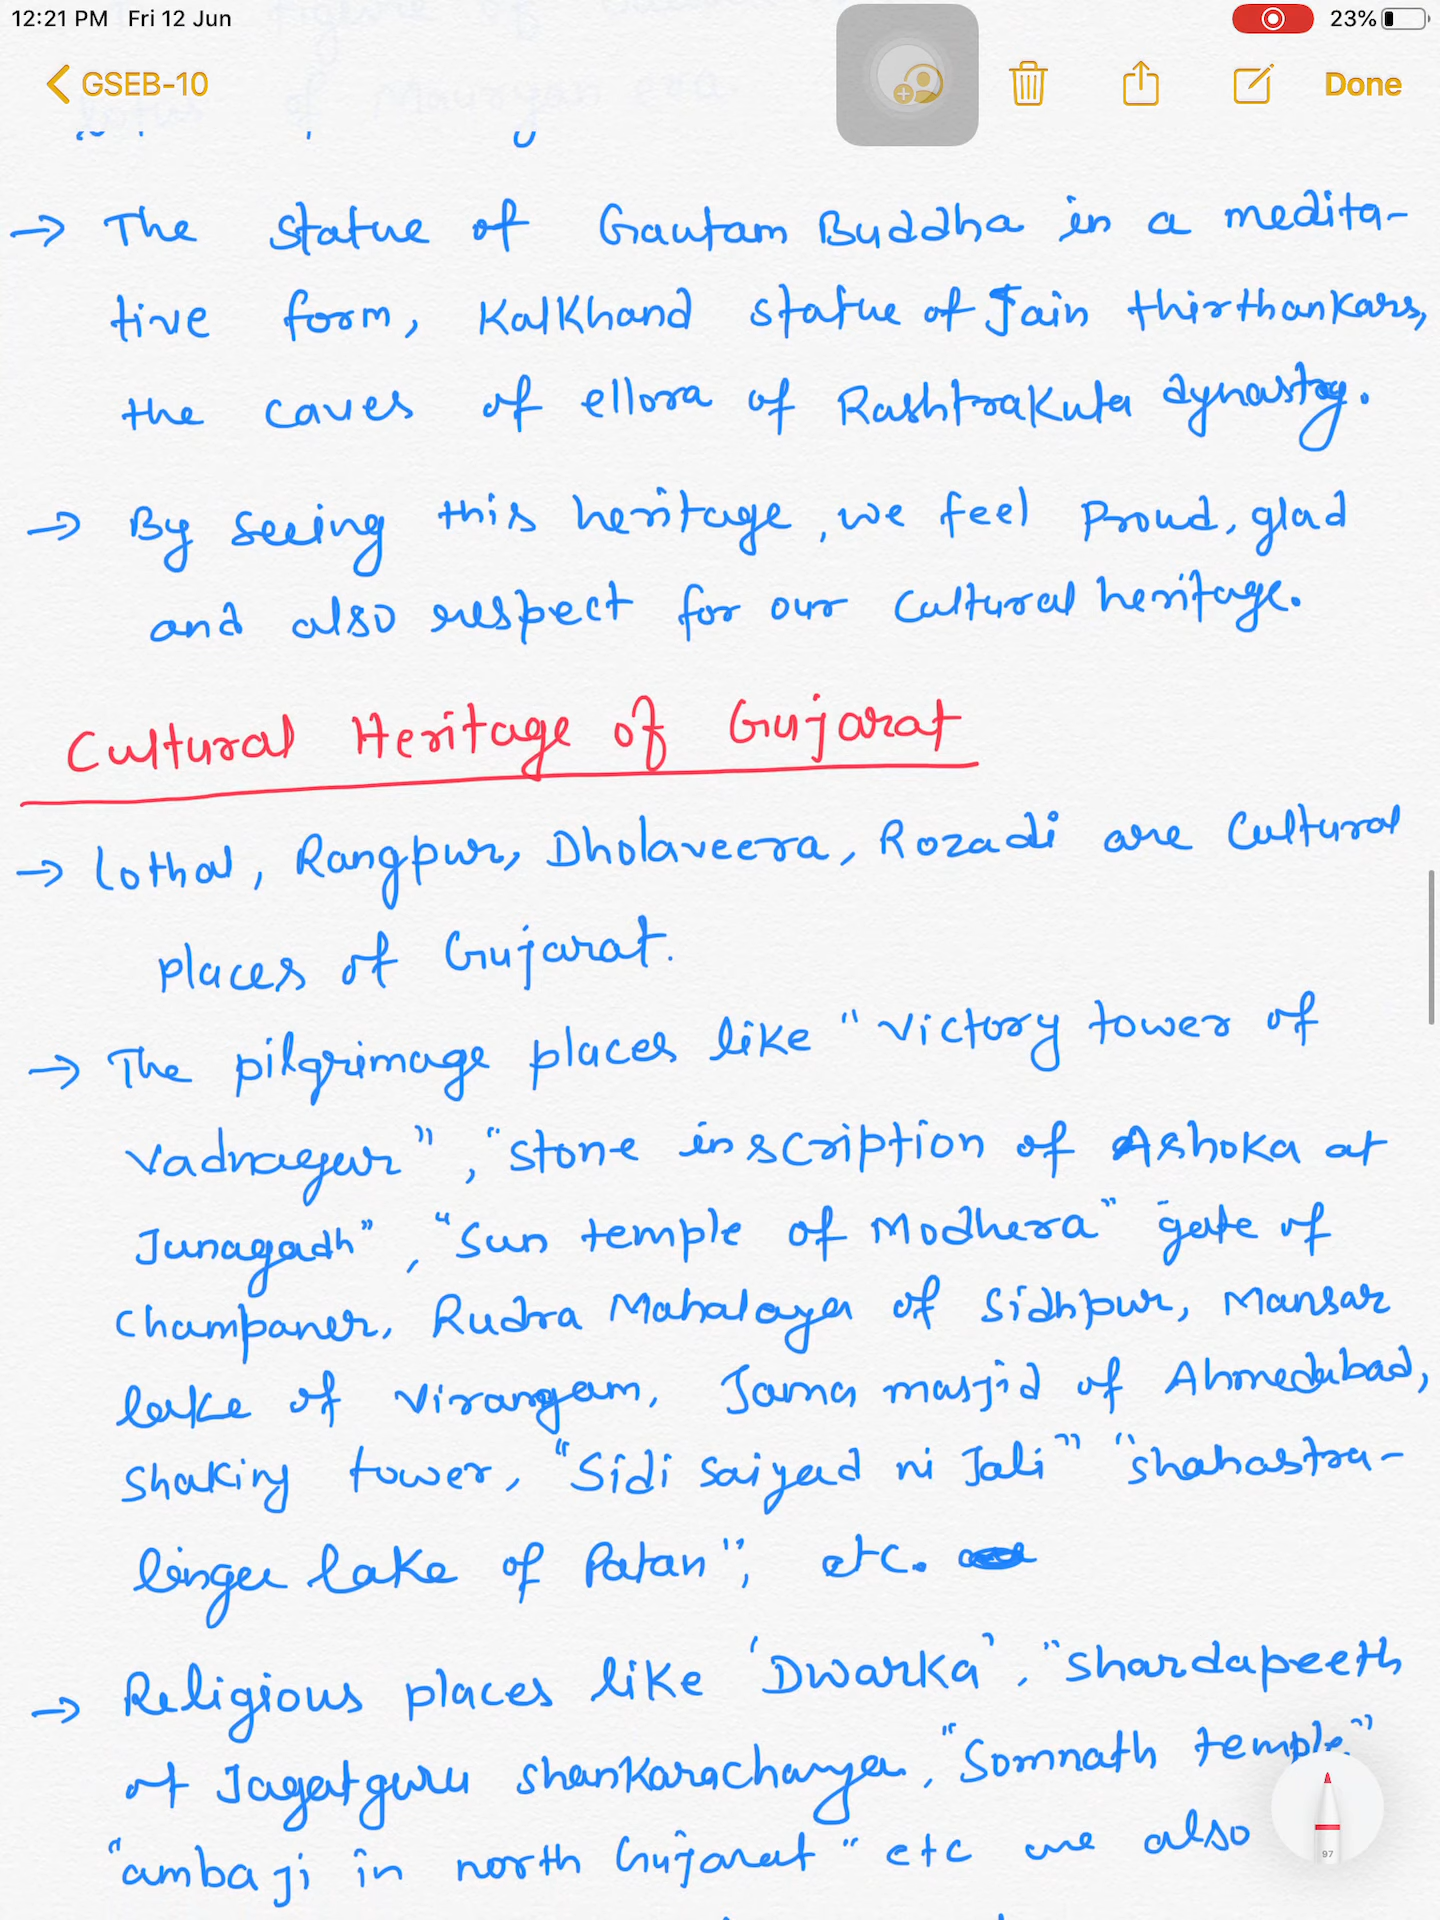 12:21 PM Fri 12 Jun 23%
GSEB-10 Done
→ The statue of Gautam Buddha in a medita-
tive form, Kalkhand statue of Jain thirthankars,
the caves of ellora of Rashtrakuta dynasty.
→ By seeing this heritage, we feel Proud, glad
and also respect for our cultural heritage.
Cultural Heritage of Gujarat
→ lothal, Rangpur, Dholaveera, Rozadi are Cultural
places of Gujarat.
→ The pilgrimage places like "victory tower of
Vadnagar", "stone inscription of Ashoka at
Junagadh", "Sun temple of Modhera" gate of
Champaner, Rudra Mahalaya of Sidhpur, Mansar
lake of Virangam, Jama masjid of Ahmedabad,
Shaking tower, "Sidi Saiyad ni Jali" "shahastra-
linga lake of Patan", etc.
→ Religious places like 'Dwarka', "shardapeeth
of Jagatguru shankaracharya, "Somnath temple"
"ambaji in north Gujarat" etc are also
97